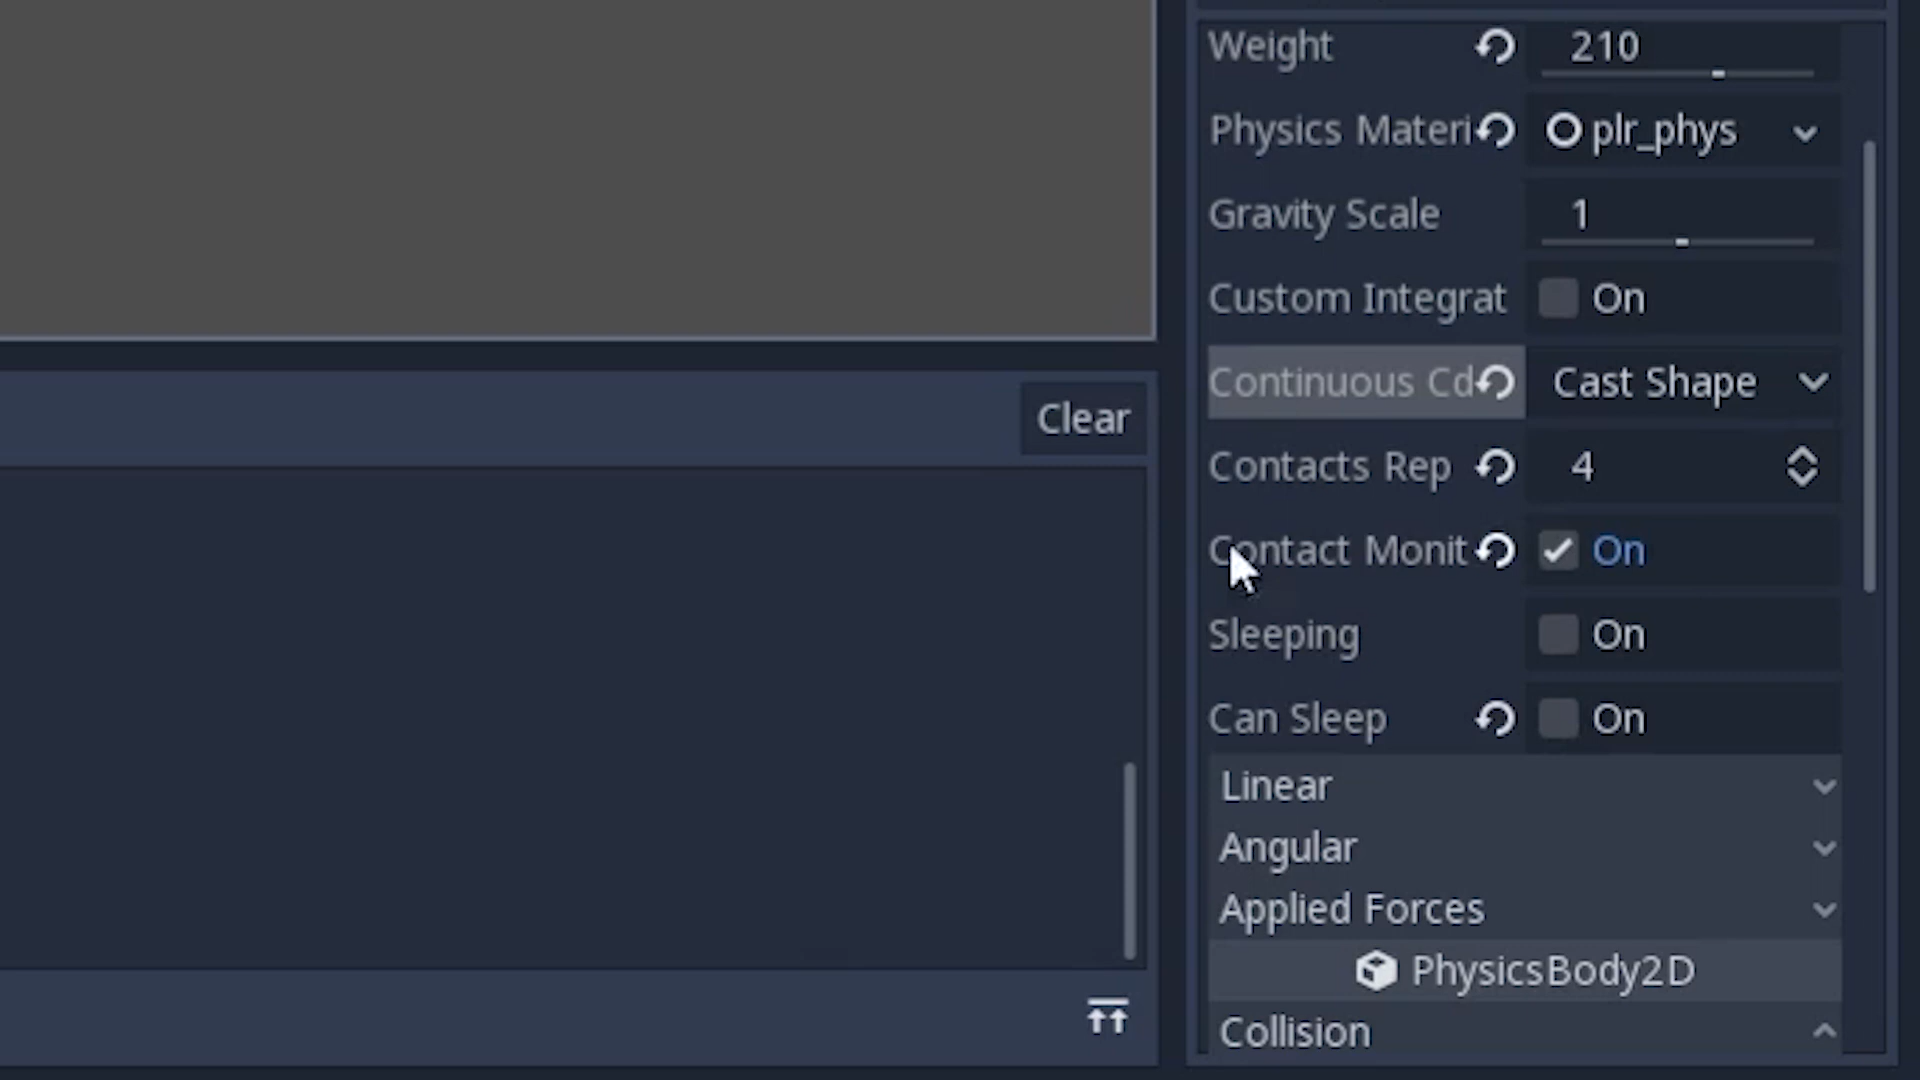 Weight 210
Physics Materi plr_phys
Gravity Scale 1
Custom Integrat On
Continuous Cd Cast Shape
Clear
Contacts Rep 4
Contact Monit On
Sleeping On
Can Sleep On
Linear
Angular
Applied Forces
PhysicsBody2D
Collision